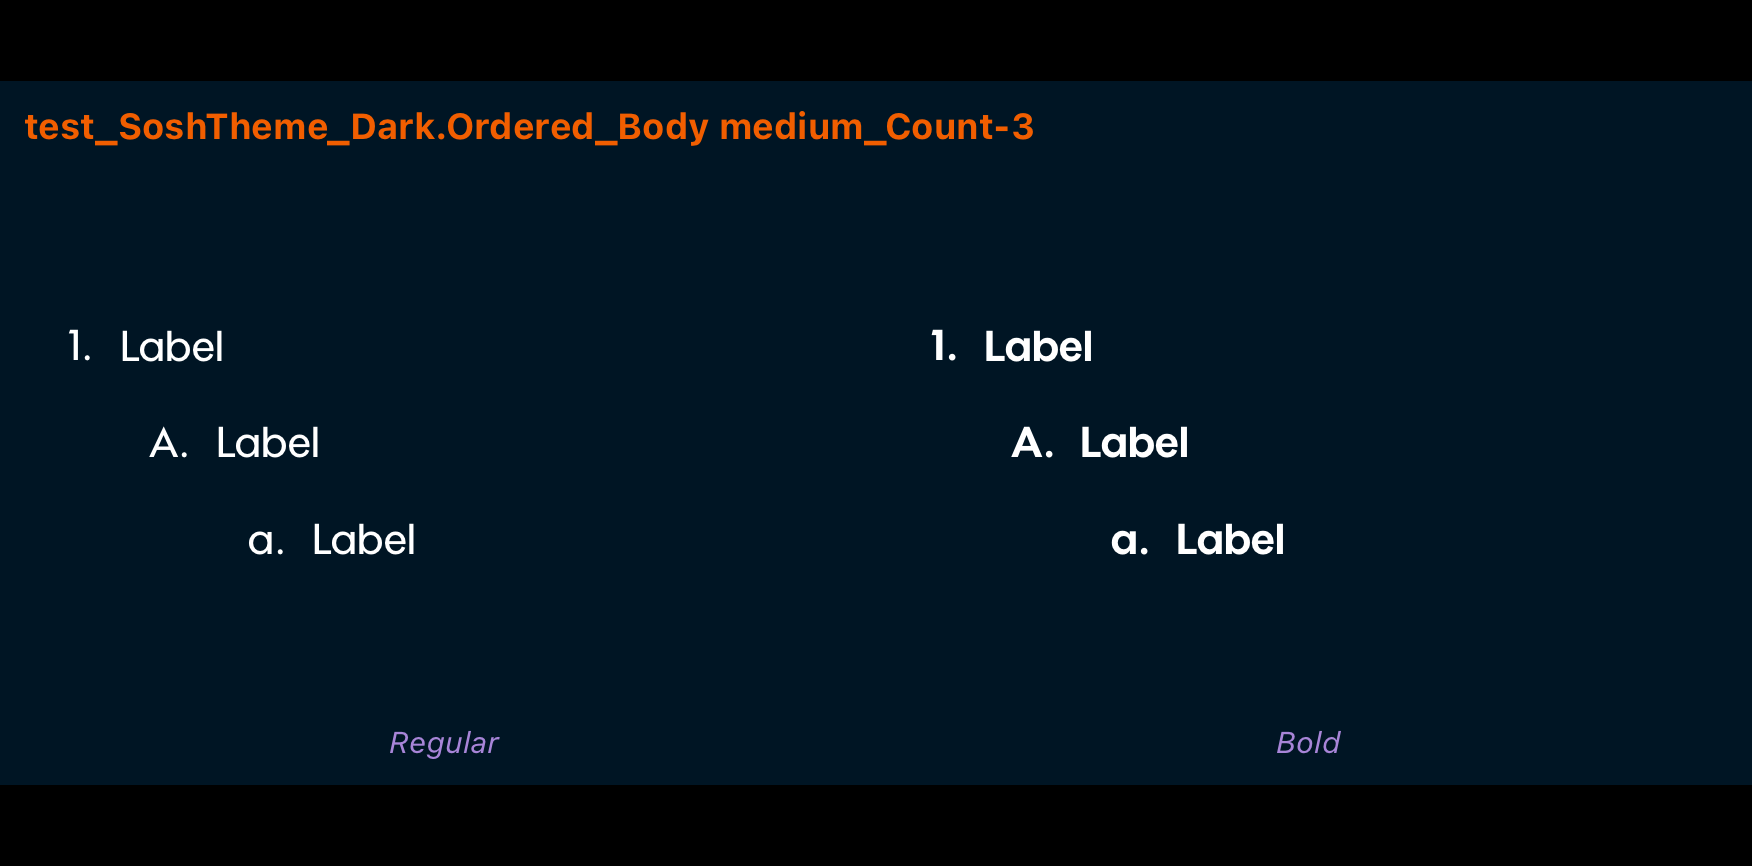 test_SoshTheme_Dark.Ordered_Body medium_Count-3
1. Label
A. Label
a. Label
Regular
1. Label
A. Label
a. Label
Bold